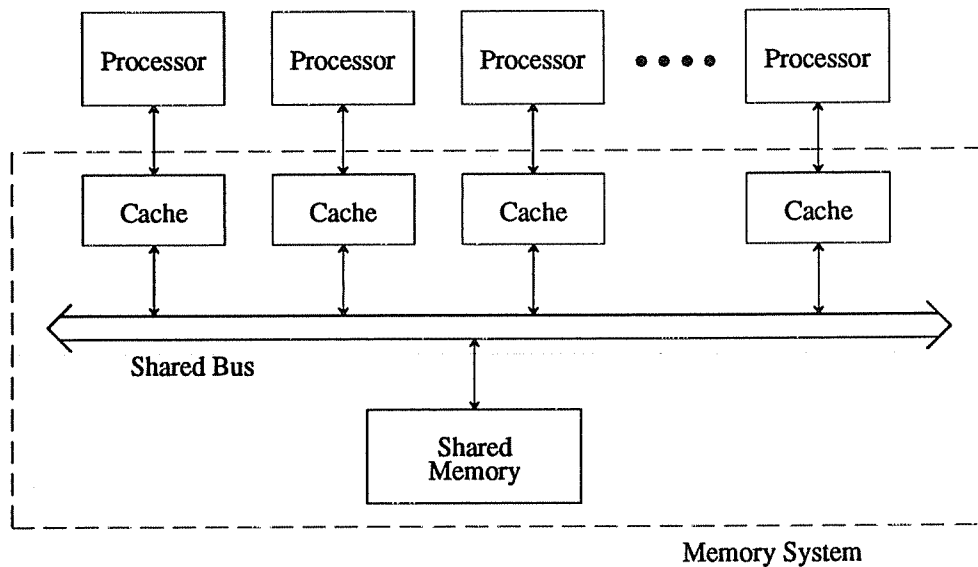 Processor
Processor
Processor
Processor
Cache
Cache
Cache
Cache
Shared Bus
Shared
Memory
Memory System